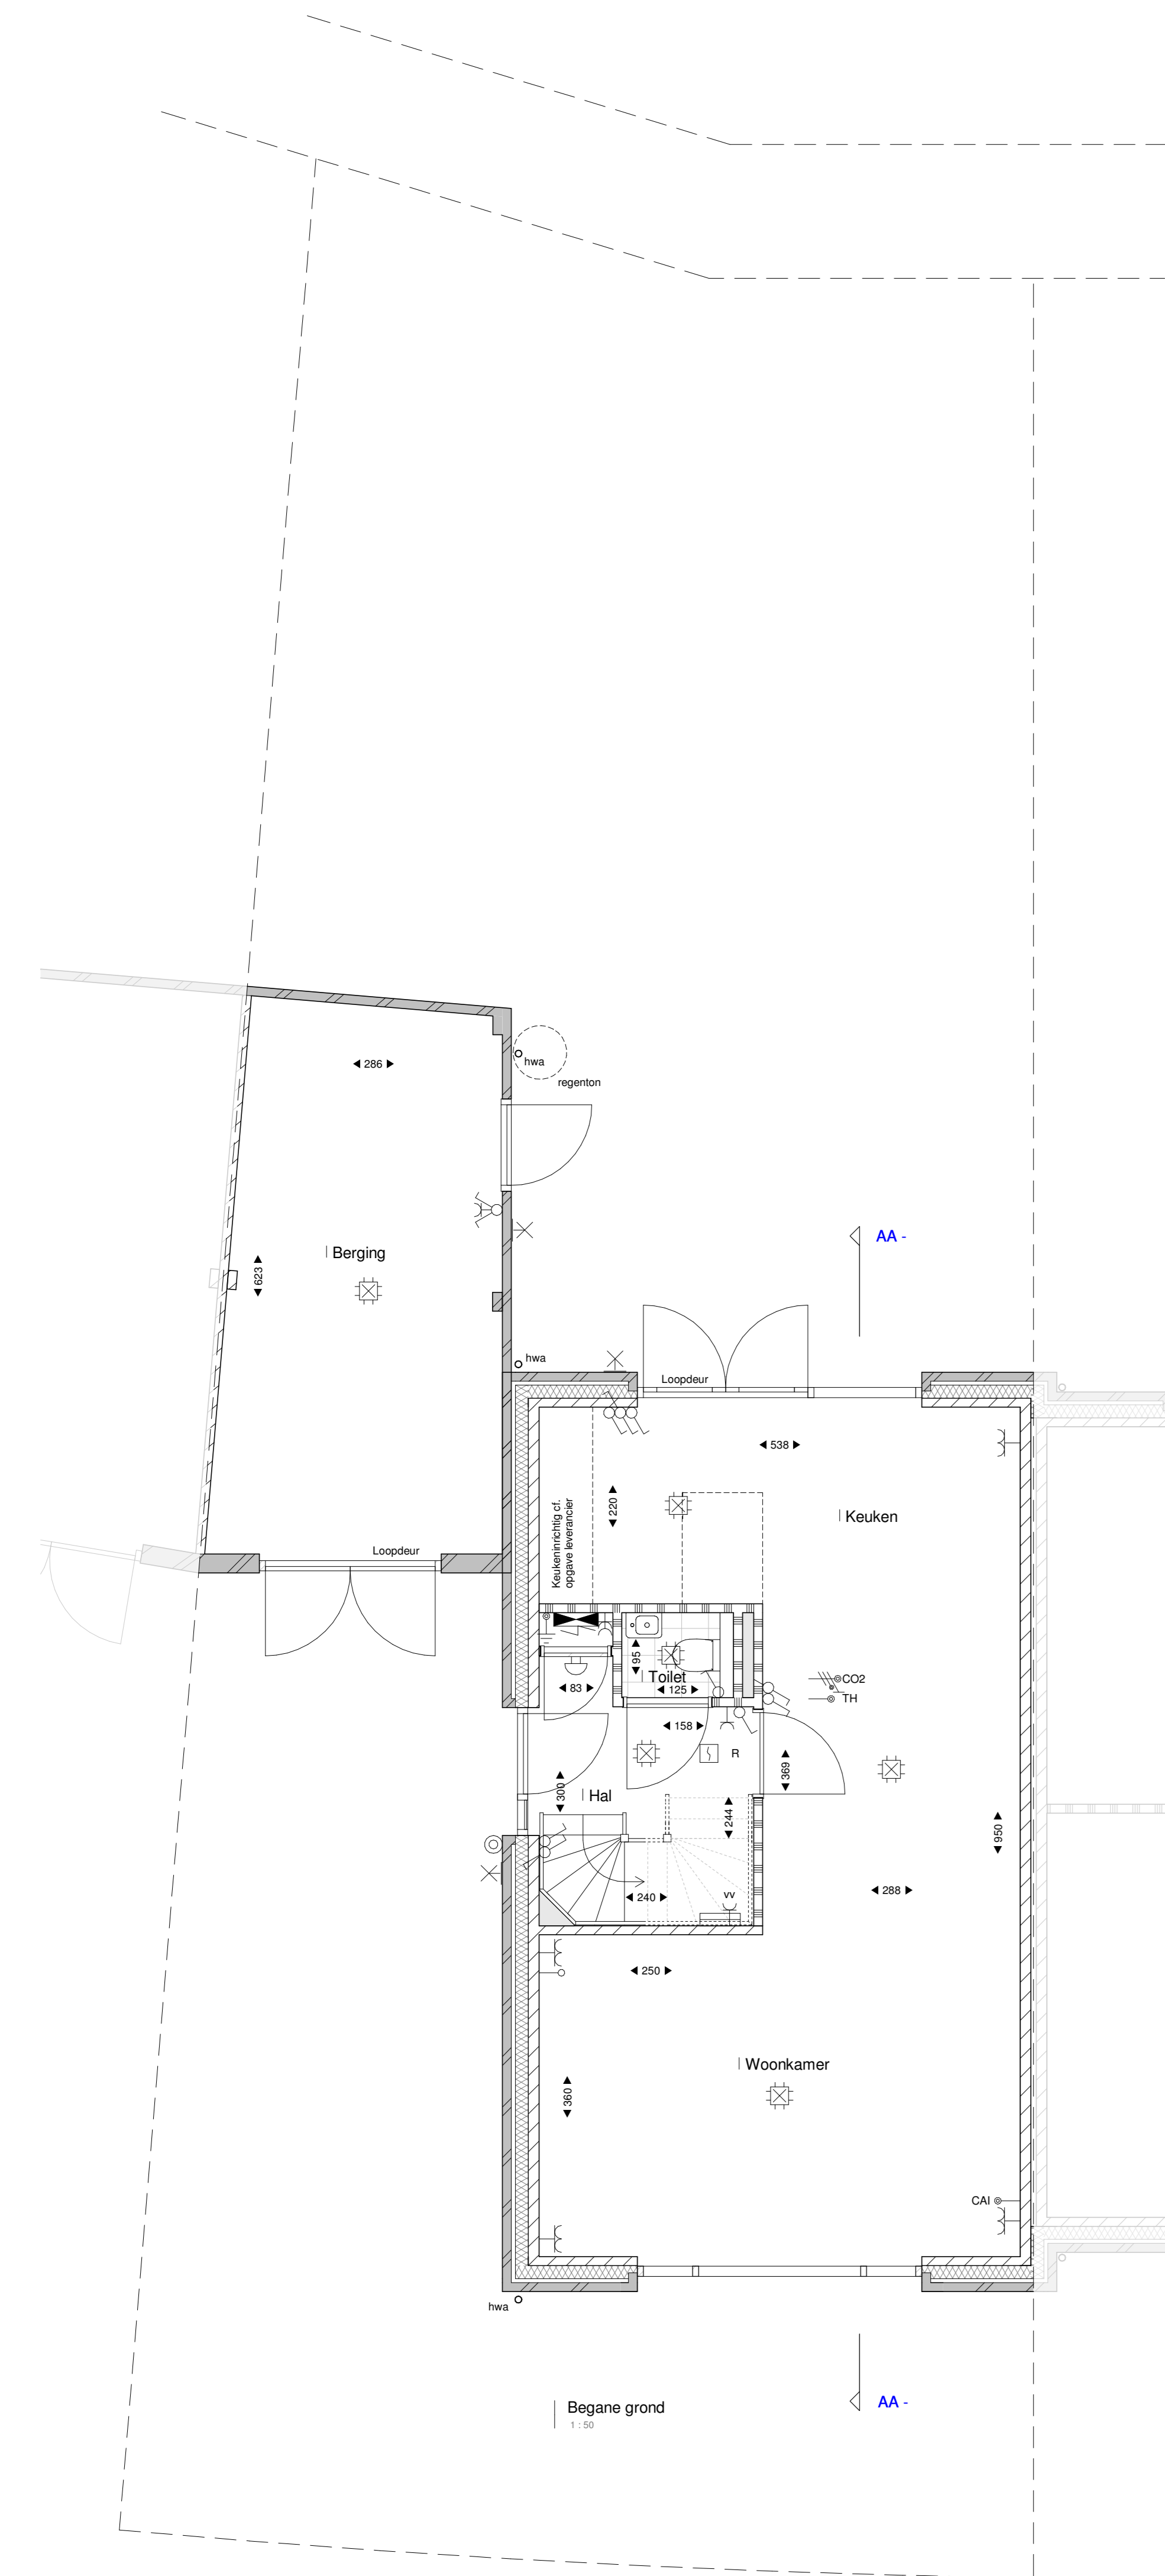 286
hwa
regenton
AA -
Berging
623
hwa
Loopdeur
538
220
Keukeninrichtig cf.
opgave leverancier
Keuken
Loopdeur
95
Toilet
CO2
83
125
TH
158
R
369
300
Hal
244
950
vv
240
288
250
Woonkamer
360
CAI
hwa
AA -
Begane grond
1 : 50